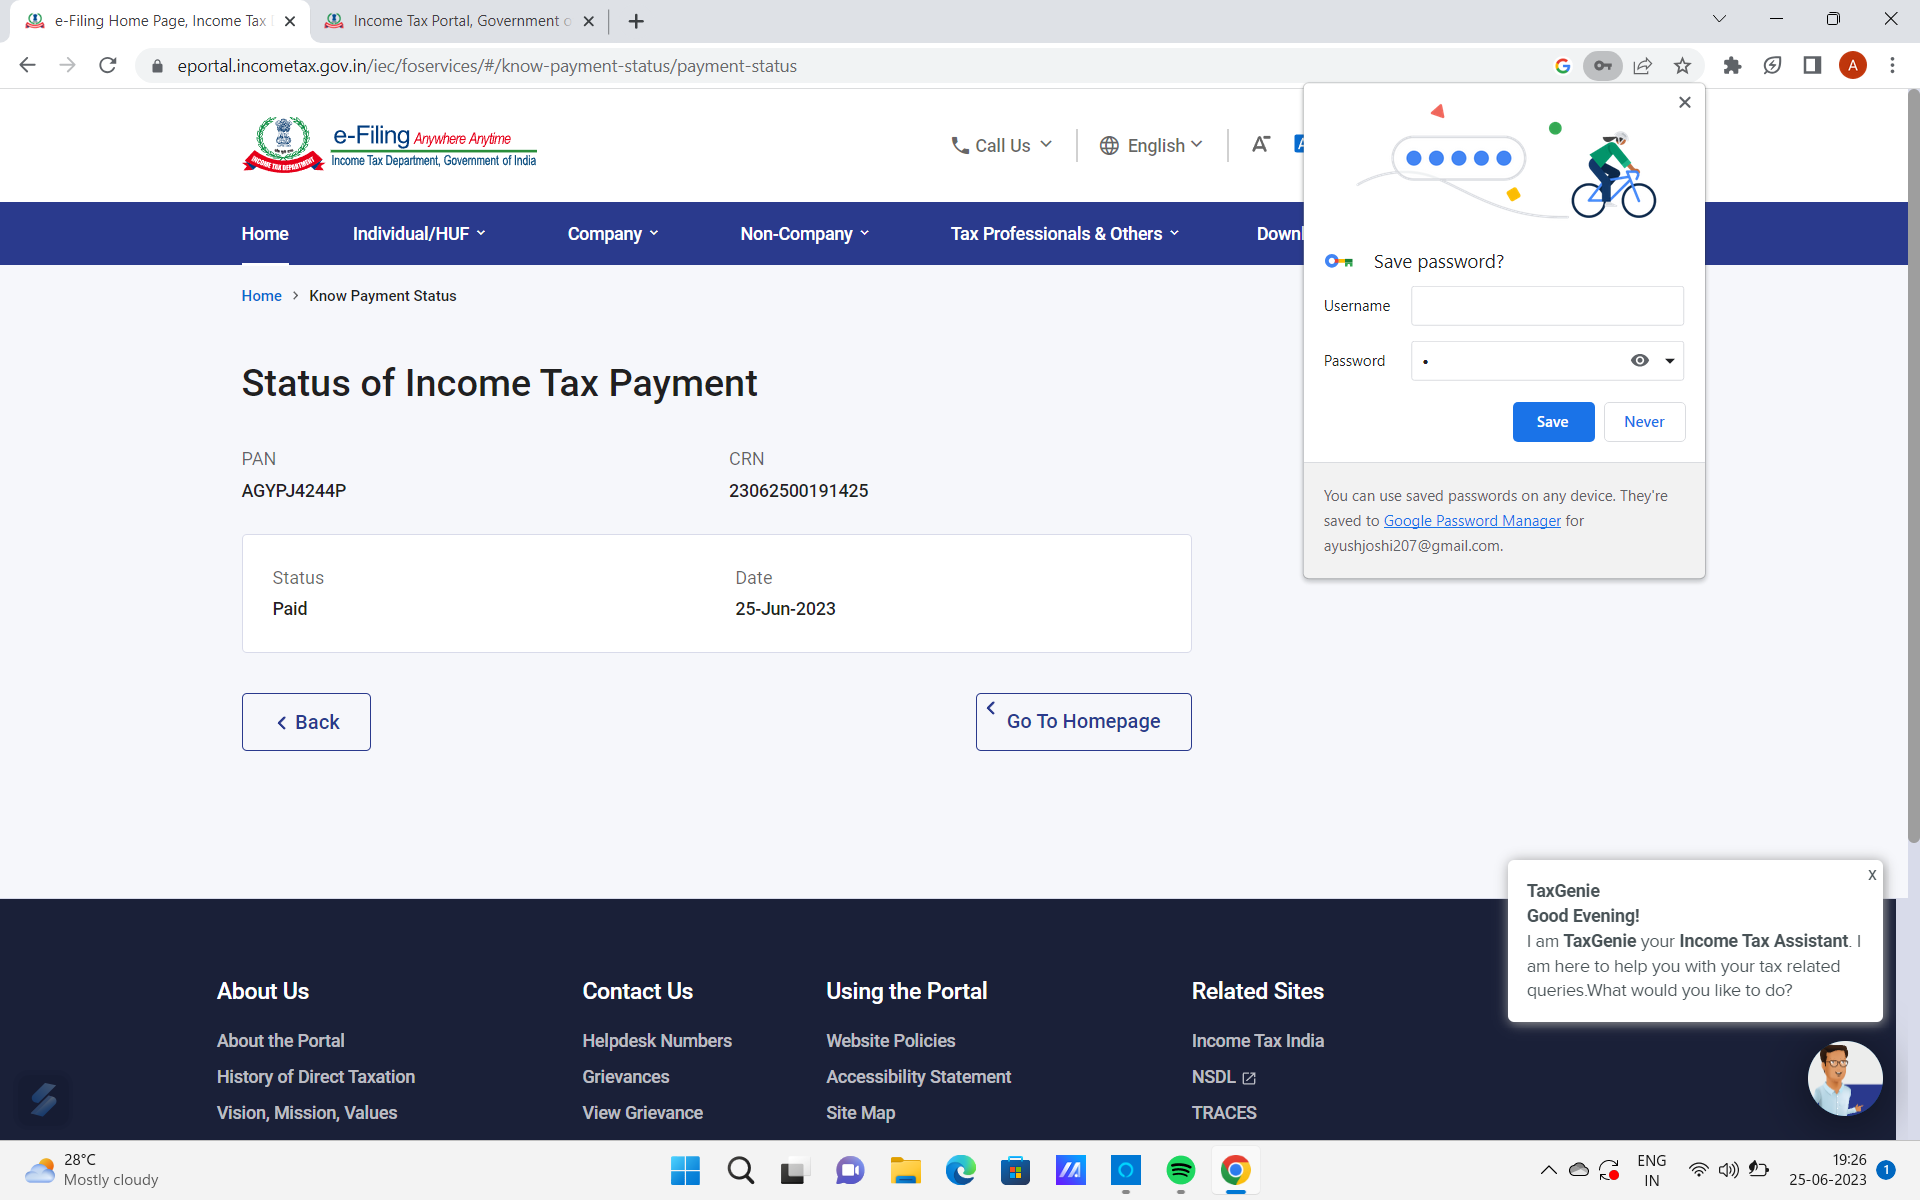 e-Filing Home Page, Income Tax
Income Tax Portal, Government o
eportal.incometax.gov.in/iec/foservices/#/know-payment-status/payment-status
A
e-Filing Anywhere Anytime
Income Tax Department, Government of India
INCOME TAX DEPARTMENT
Call Us
English
A-
A
Home
Individual/HUF
Company
Non-Company
Tax Professionals & Others
Downl
Home > Know Payment Status
Save password?
Username
Password •
Save
Never
You can use saved passwords on any device. They're
saved to Google Password Manager for
ayushjoshi207@gmail.com.
Status of Income Tax Payment
PAN
CRN
AGYPJ4244P
23062500191425
Status
Date
Paid
25-Jun-2023
Back
Go To Homepage
X
TaxGenie
Good Evening!
I am TaxGenie your Income Tax Assistant. I
am here to help you with your tax related
queries.What would you like to do?
About Us
Contact Us
Using the Portal
Related Sites
About the Portal
Helpdesk Numbers
Website Policies
Income Tax India
History of Direct Taxation
Grievances
Accessibility Statement
NSDL
Vision, Mission, Values
View Grievance
Site Map
TRACES
28°C
Mostly cloudy
ENG
IN
19:26
25-06-2023
1